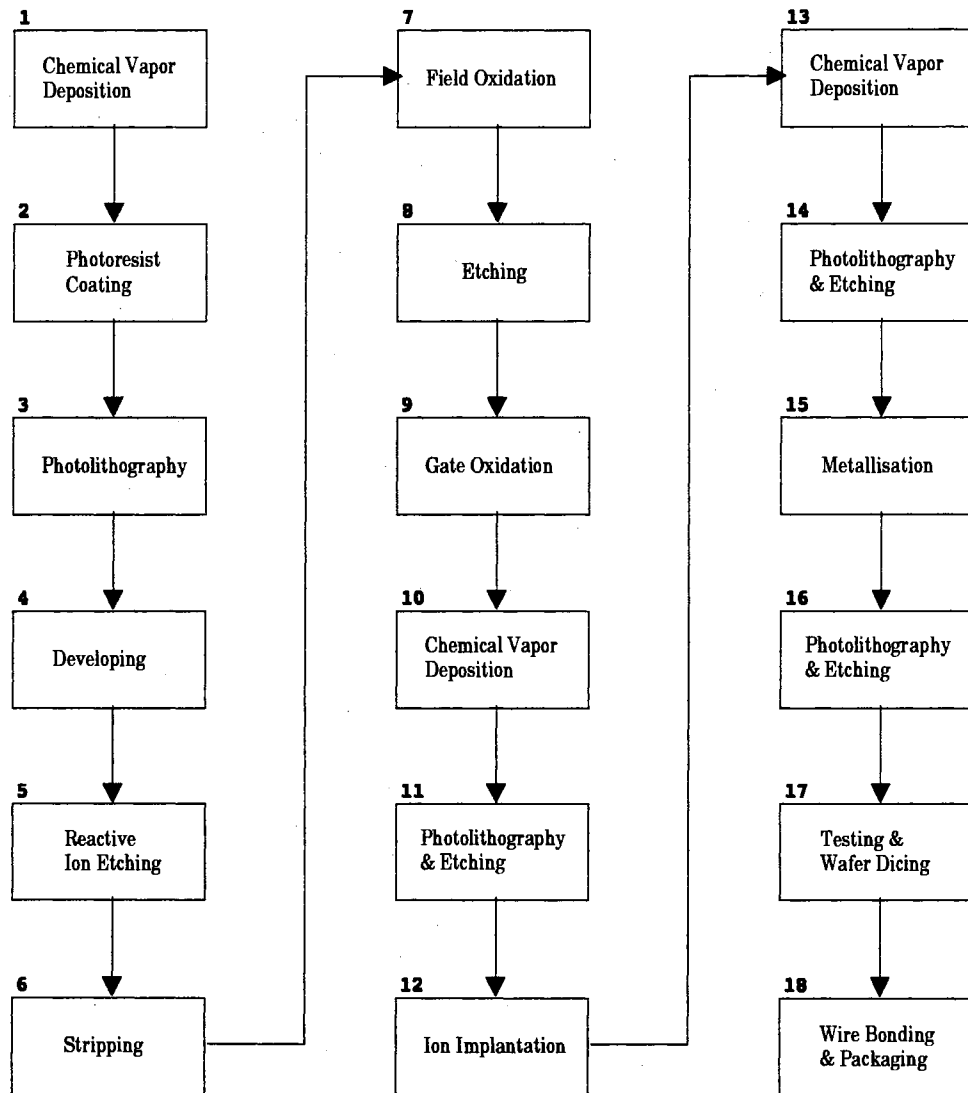 1
Chemical Vapor
Deposition
2
Photoresist
Coating
3
Photolithography
4
Developing
5
Reactive
Ion Etching
6
Stripping
7
Field Oxidation
8
Etching
9
Gate Oxidation
10
Chemical Vapor
Deposition
11
Photolithography
& Etching
12
Ion Implantation
13
Chemical Vapor
Deposition
14
Photolithography
& Etching
15
Metallisation
16
Photolithography
& Etching
17
Testing &
Wafer Dicing
18
Wire Bonding
& Packaging